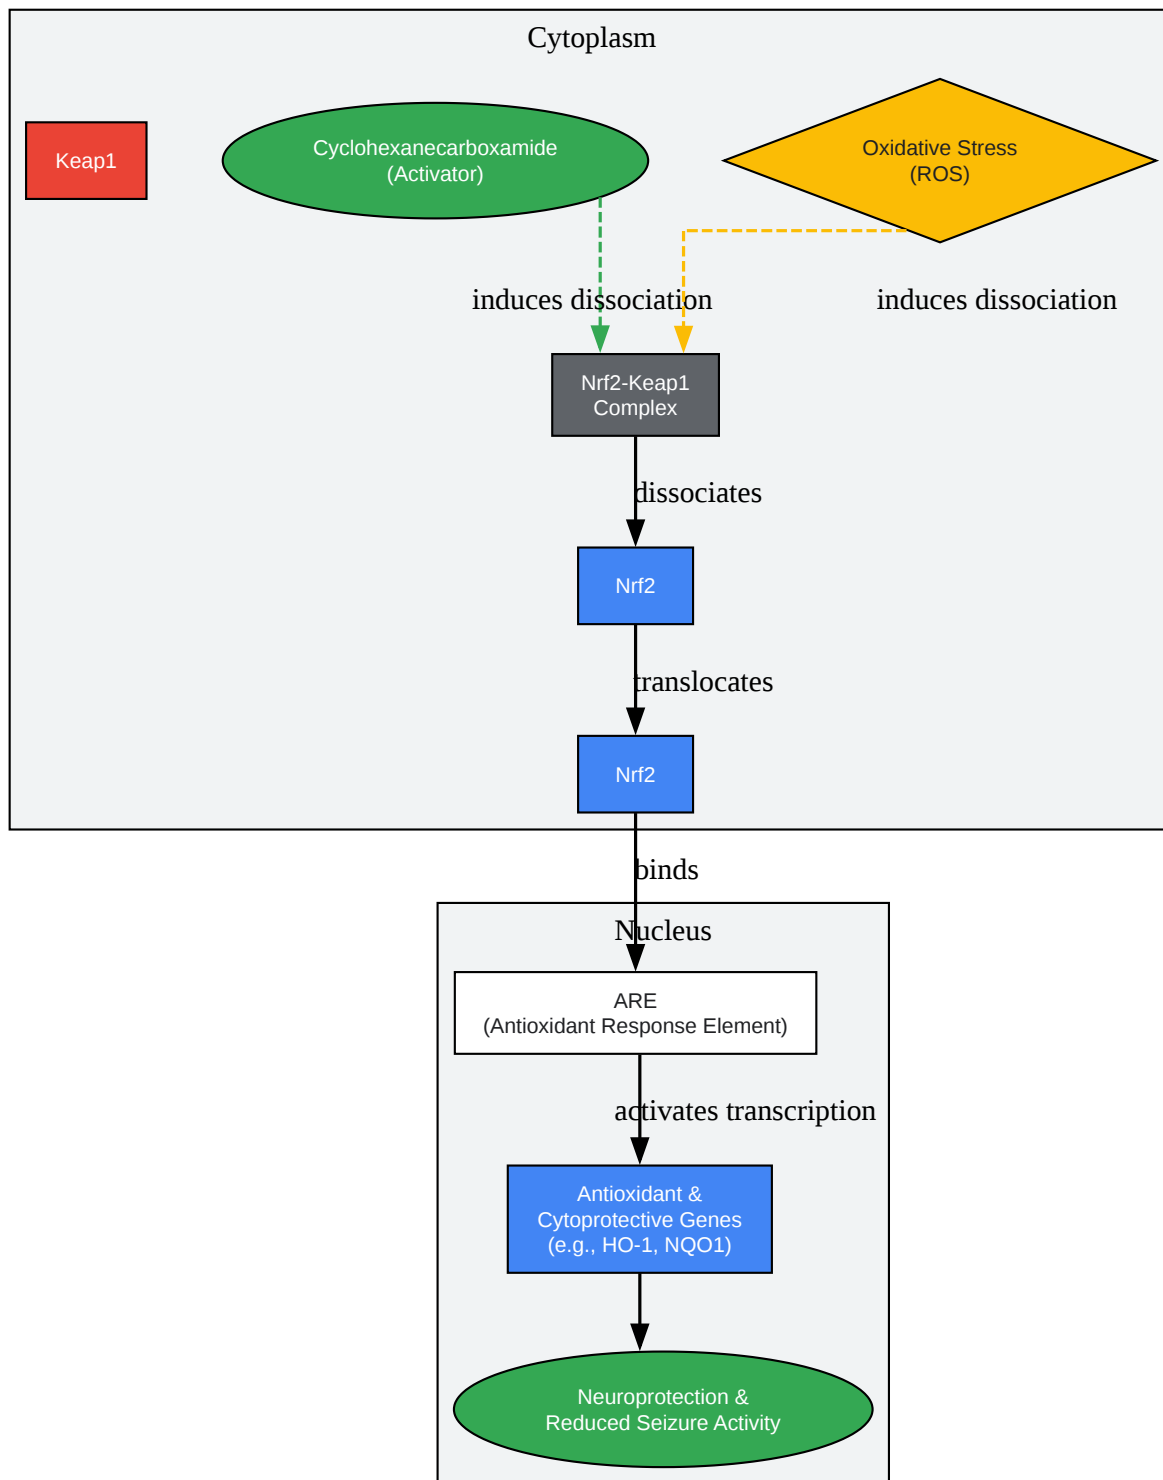 Cytoplasm
Keap1
Cyclohexanecarboxamide
(Activator)
Oxidative Stress
(ROS)
induces dissociation
induces dissociation
Nrf2-Keap1
Complex
dissociates
Nrf2
translocates
Nrf2
binds
Nucleus
ARE
(Antioxidant Response Element)
activates transcription
Antioxidant &
Cytoprotective Genes
(e.g., HO-1, NQO1)
Neuroprotection &
Reduced Seizure Activity